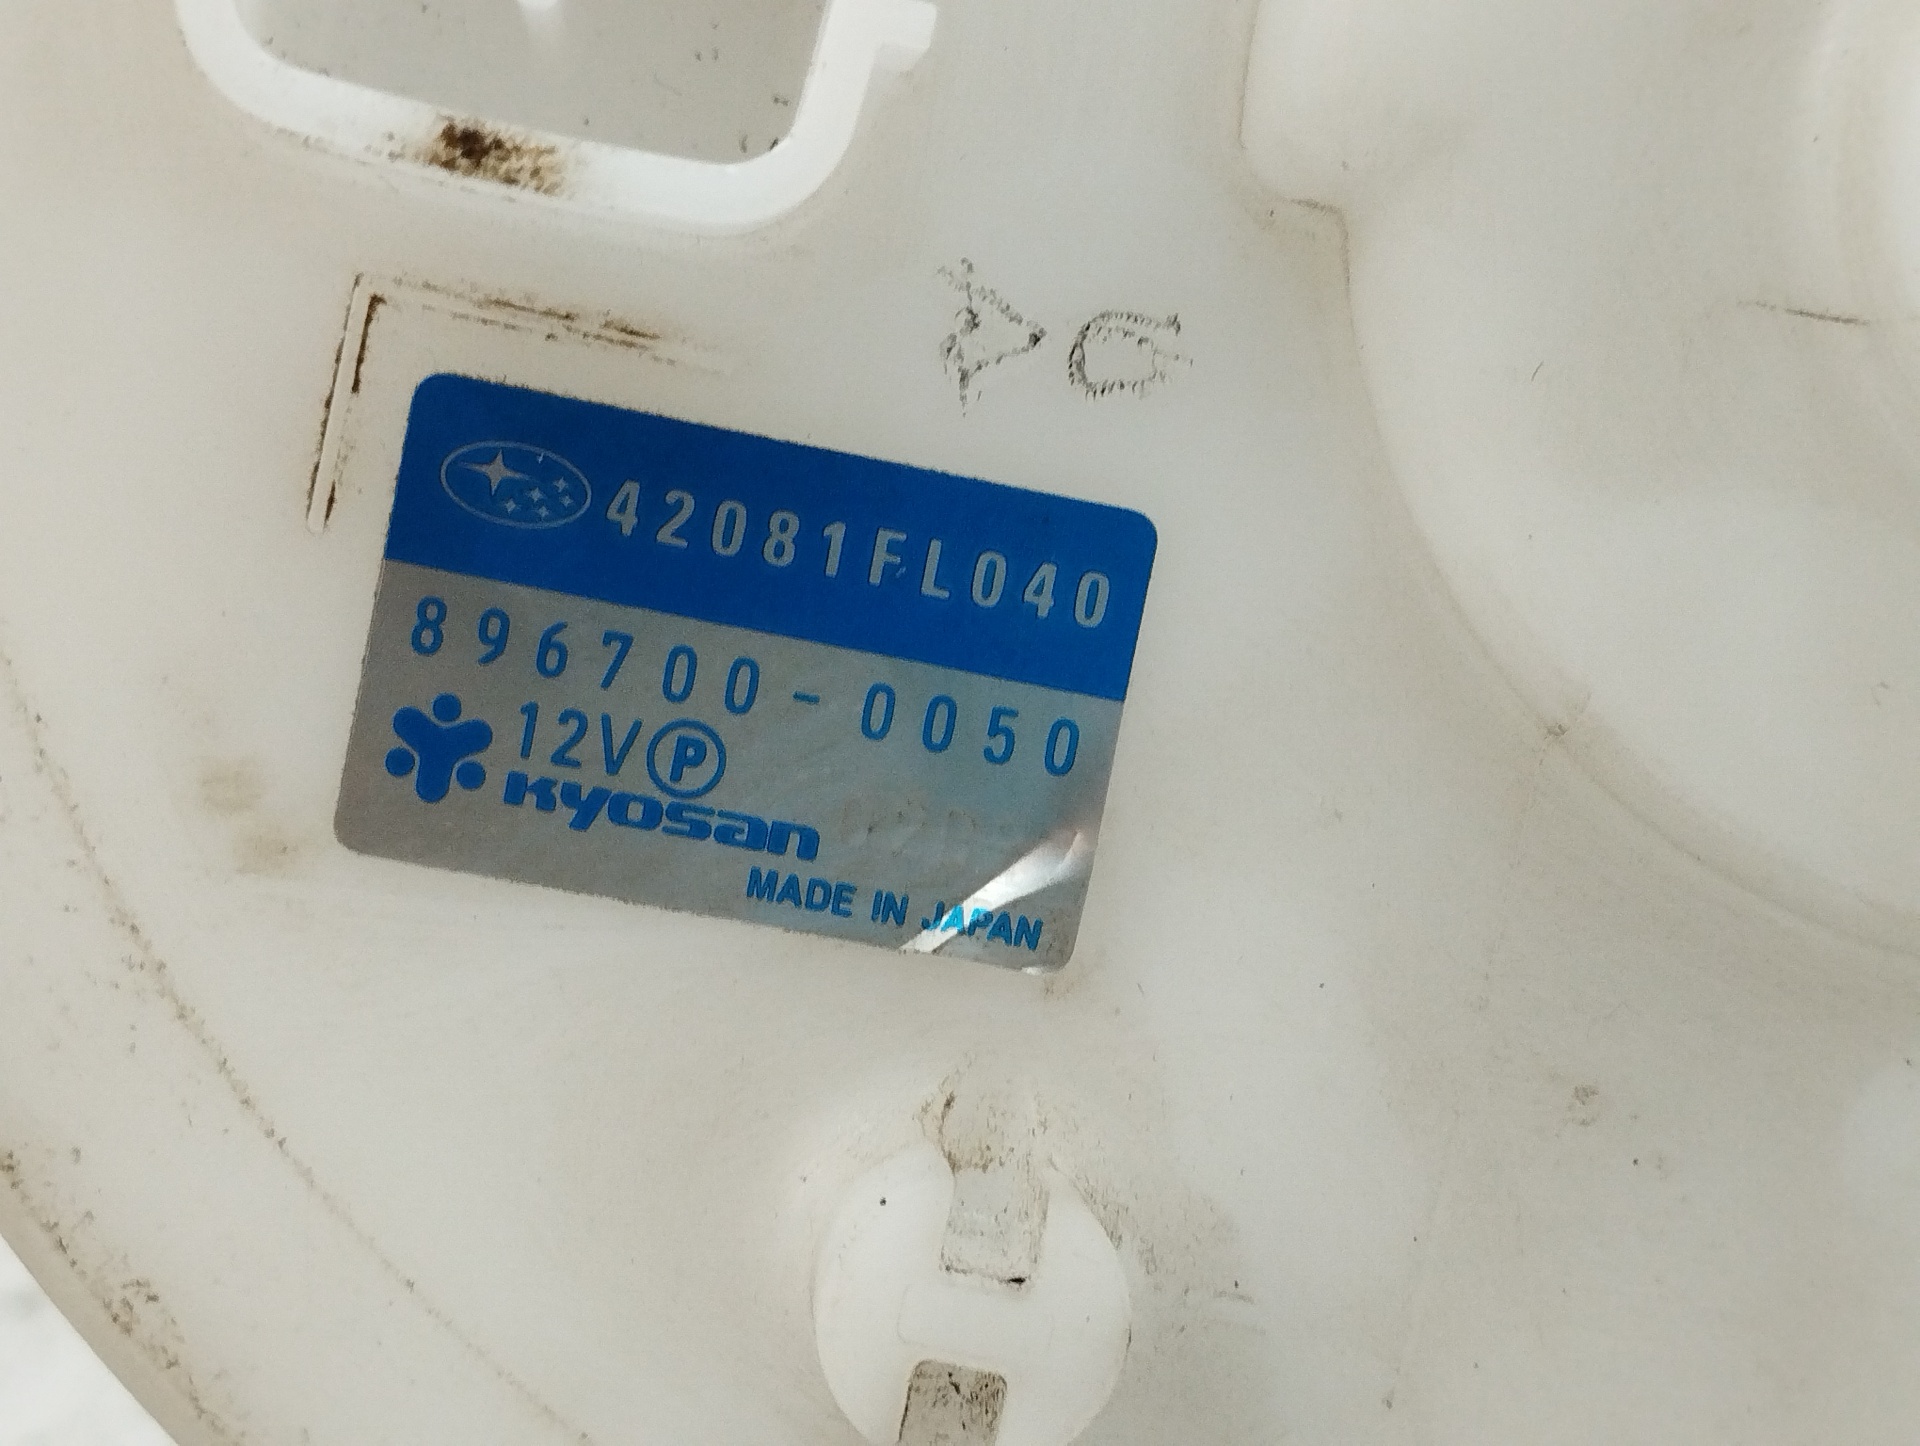 42081FL040
896700-0050
12V P
Kyosan
MADE IN JAPAN